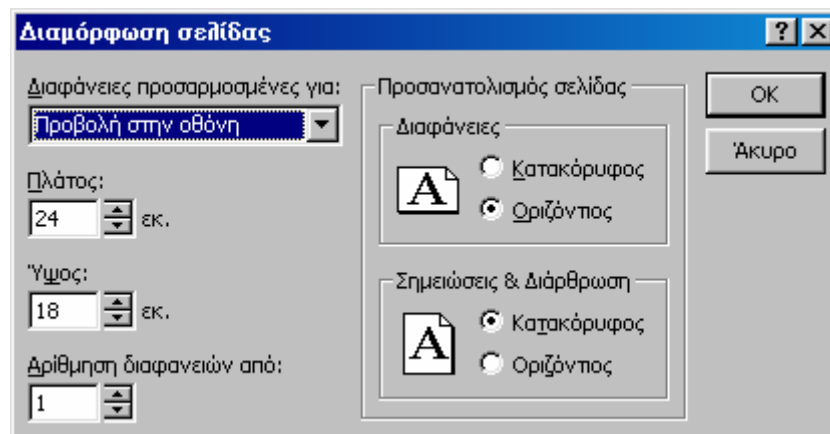 Διαμόρφωση σελίδας
Διαφάνειες προσαρμοσμένες για:
Προβολή στην οθόνη
Πλάτος:
24 εκ.
Ύψος:
18 εκ.
Αρίθμηση διαφανειών από:
1
Προσανατολισμός σελίδας
Διαφάνειες
A
Κατακόρυφος
Οριζόντιος
Σημειώσεις & Διάρθρωση
A
Κατακόρυφος
Οριζόντιος
OK
Άκυρο